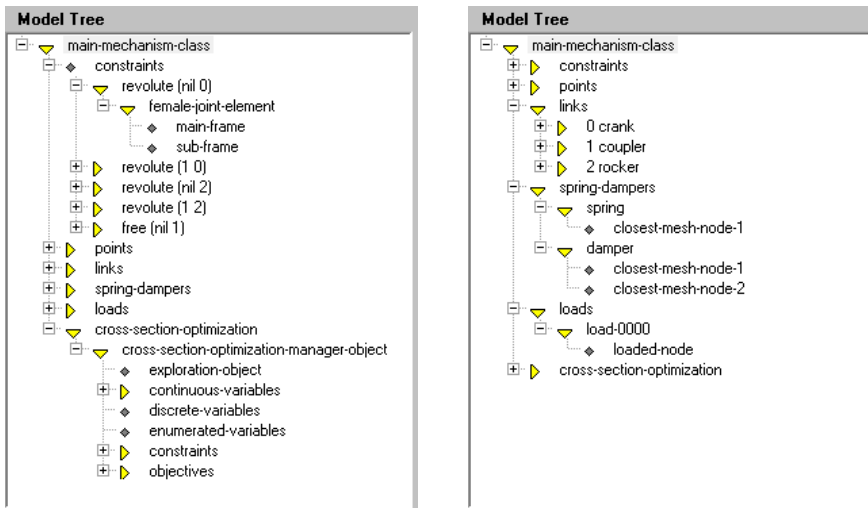 Model Tree
main-mechanism-class
constraints
revolute (nil 0)
female-joint-element
main-frame
sub-frame
revolute (1 0)
revolute (nil 2)
revolute (1 2)
free (nil 1)
points
links
spring-dampers
loads
cross-section-optimization
cross-section-optimization-manager-object
exploration-object
continuous-variables
discrete-variables
enumerated-variables
constraints
objectives
Model Tree
main-mechanism-class
constraints
points
links
0 crank
1 coupler
2 rocker
spring-dampers
spring
closest-mesh-node-1
damper
closest-mesh-node-1
closest-mesh-node-2
loads
load-0000
loaded-node
cross-section-optimization